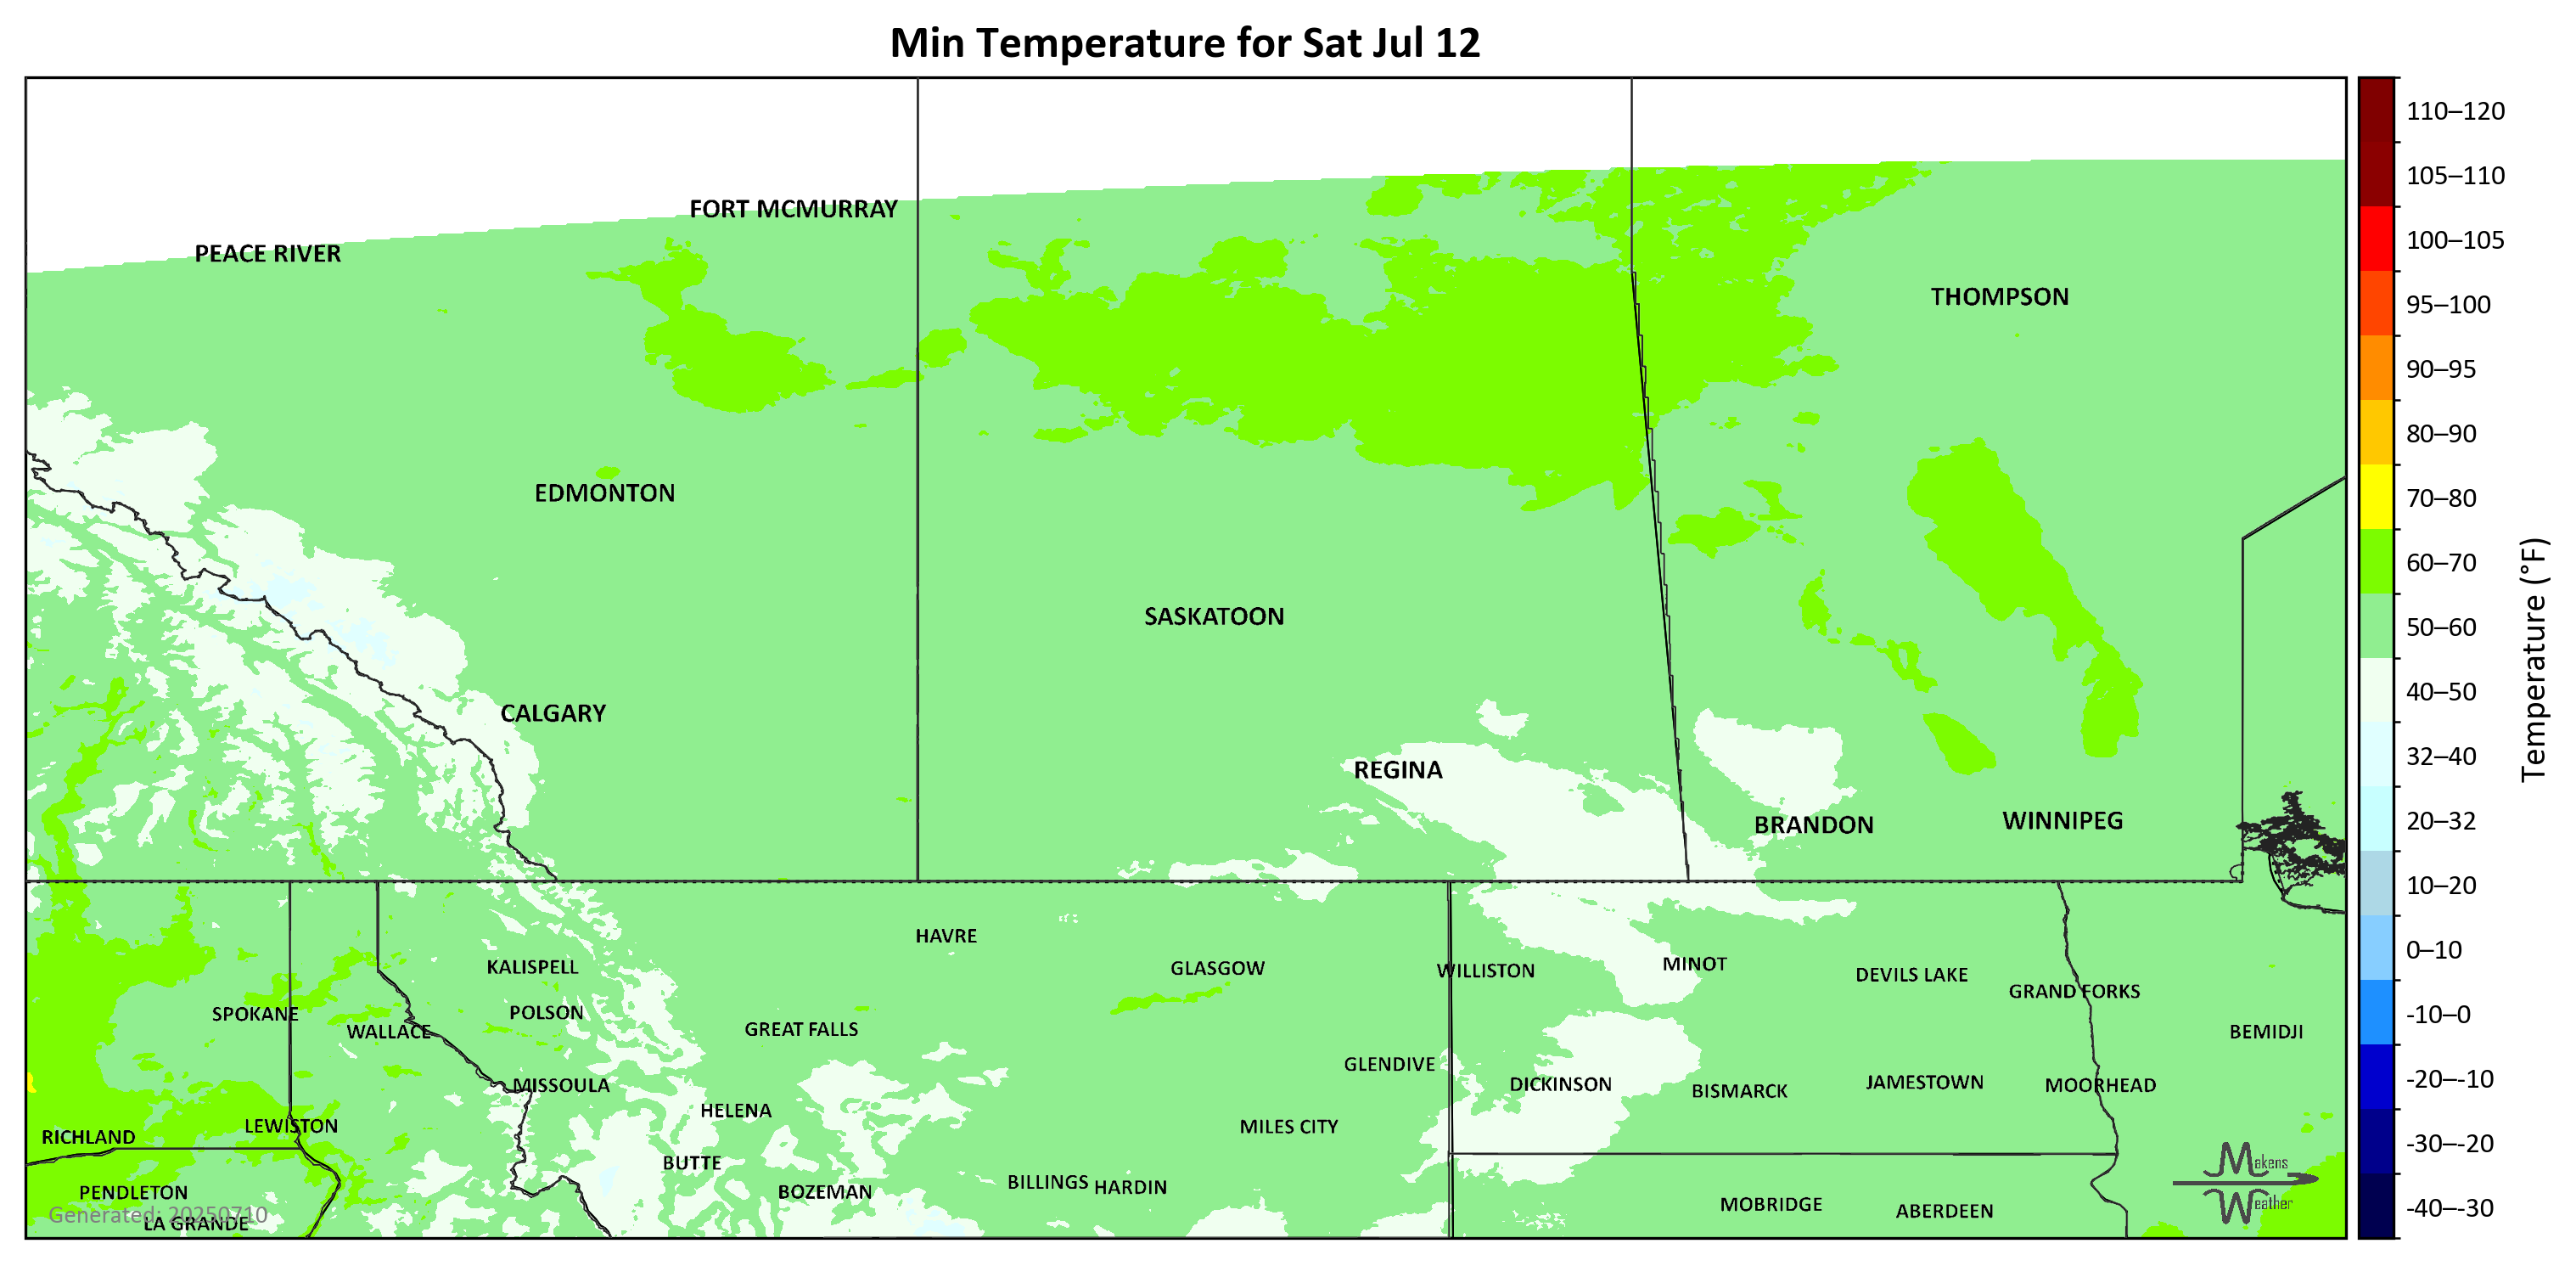 Min Temperature for Sat Jul 12
FORT MCMURRAY
PEACE RIVER
THOMPSON
EDMONTON
SASKATOON
CALGARY
REGINA
BRANDON
WINNIPEG
HAVRE
KALISPELL
GLASGOW
WILLISTON
MINOT
DEVILS LAKE
GRAND FORKS
SPOKANE
POLSON
WALLACE
GREAT FALLS
BEMIDJI
GLENDIVE
MISSOULA
DICKINSON
BISMARCK
JAMESTOWN
MOORHEAD
HELENA
LEWISTON
MILES CITY
RICHLAND
BUTTE
PENDLETON
BOZEMAN
BILLINGS
HARDIN
MOBRIDGE
ABERDEEN
LA GRANDE
Generated: 20250710
Makens
Weather
110–120
105–110
100–105
95–100
90–95
80–90
70–80
60–70
50–60
40–50
32–40
20–32
10–20
0–10
-10–0
-20–-10
-30–-20
-40–-30
Temperature (°F)